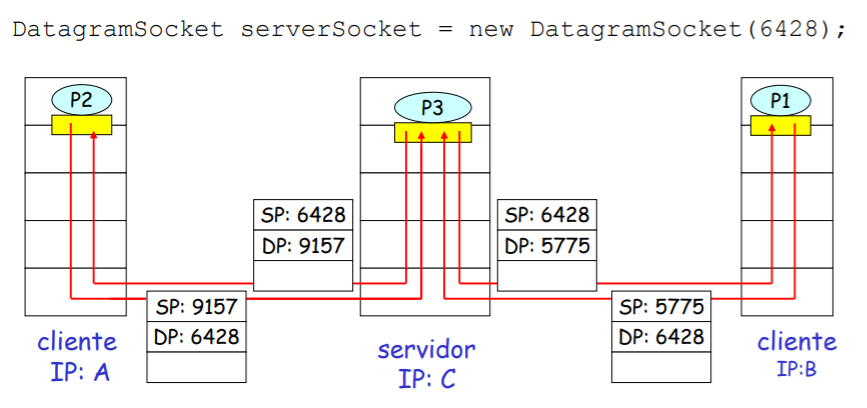 DatagramSocket serverSocket = new DatagramSocket(6428);
P2
P3
P1
SP: 6428
DP: 9157
SP: 6428
DP: 5775
SP: 9157
DP: 6428
SP: 5775
DP: 6428
cliente
IP: A
servidor
IP: C
cliente
IP:B